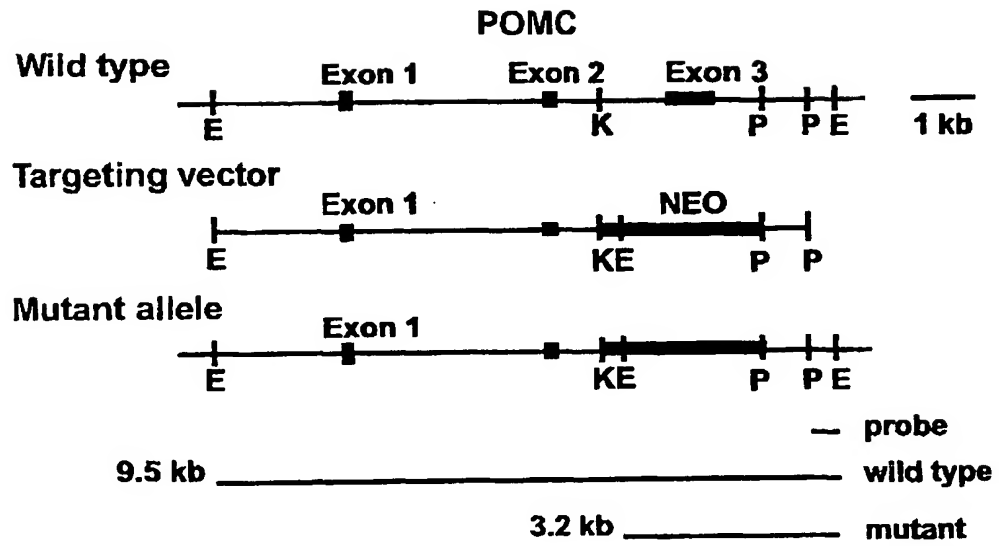 POMC
Wild type
Exon 1 Exon 2 Exon 3
E K P P E 1 kb
Targeting vector
Exon 1 NEO
E KE P P
Mutant allele
Exon 1
E KE P P E
probe
9.5 kb wild type
3.2 kb mutant